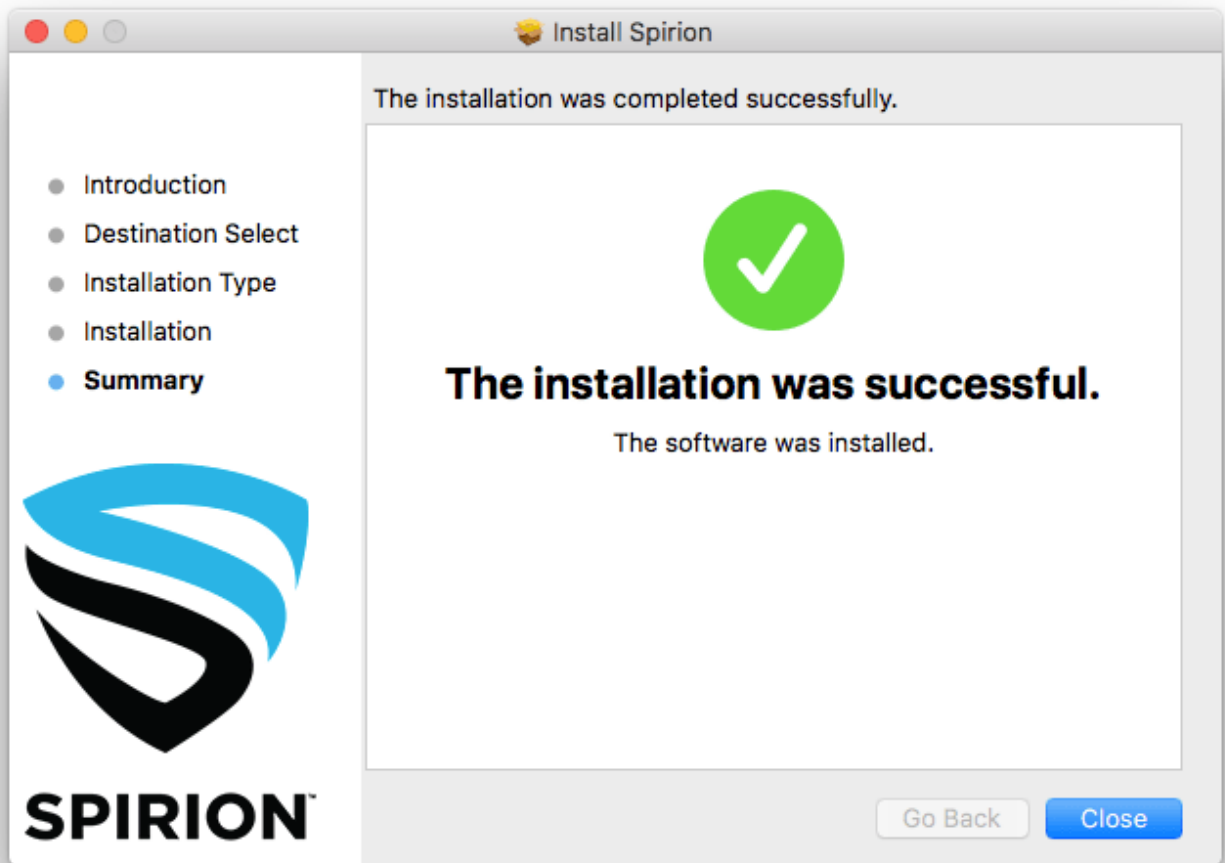 Install Spirion
The installation was completed successfully.
Introduction
Destination Select
Installation Type
Installation
Summary
The installation was successful.
The software was installed.
SPIRION™
Go Back
Close